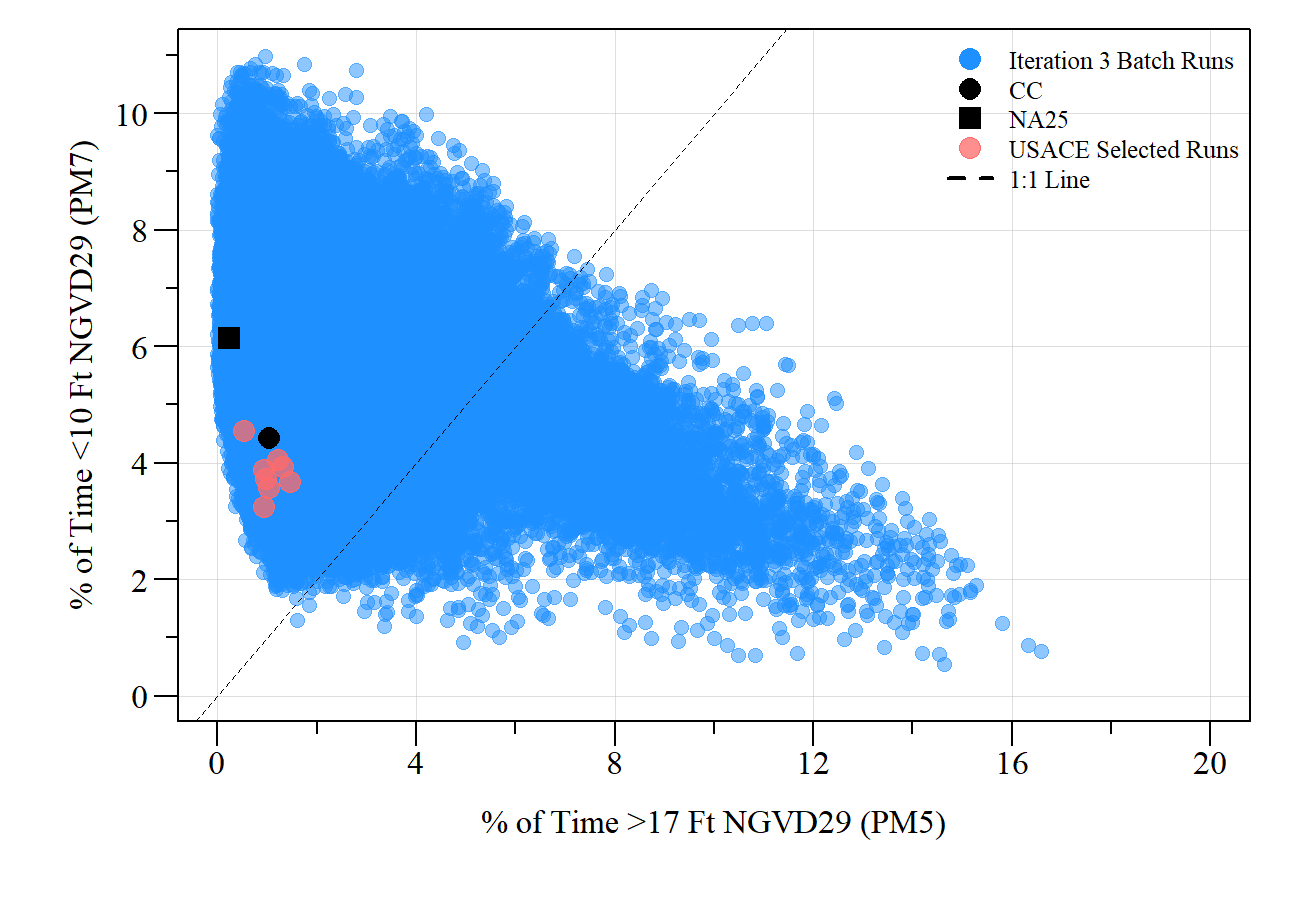 Iteration 3 Batch Runs
CC
NA25
USACE Selected Runs
1:1 Line
% of Time <10 Ft NGVD29 (PM7)
10
8
6
4
2
0
0 4 8 12 16 20
% of Time >17 Ft NGVD29 (PM5)